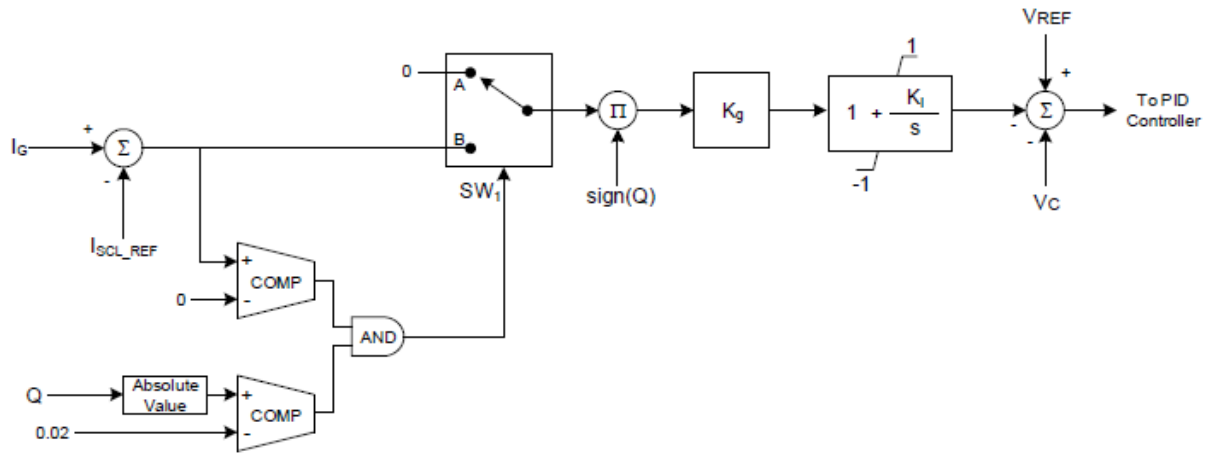 VREF
1
0
A
+
IG
+
Σ
-
B
SW1
Π
sign(Q)
Kg
1 + KI
s
-1
-
Σ
-
To PID
Controller
VC
ISCL_REF
+
COMP
0
-
AND
Q
Absolute
Value
+
COMP
0.02
-